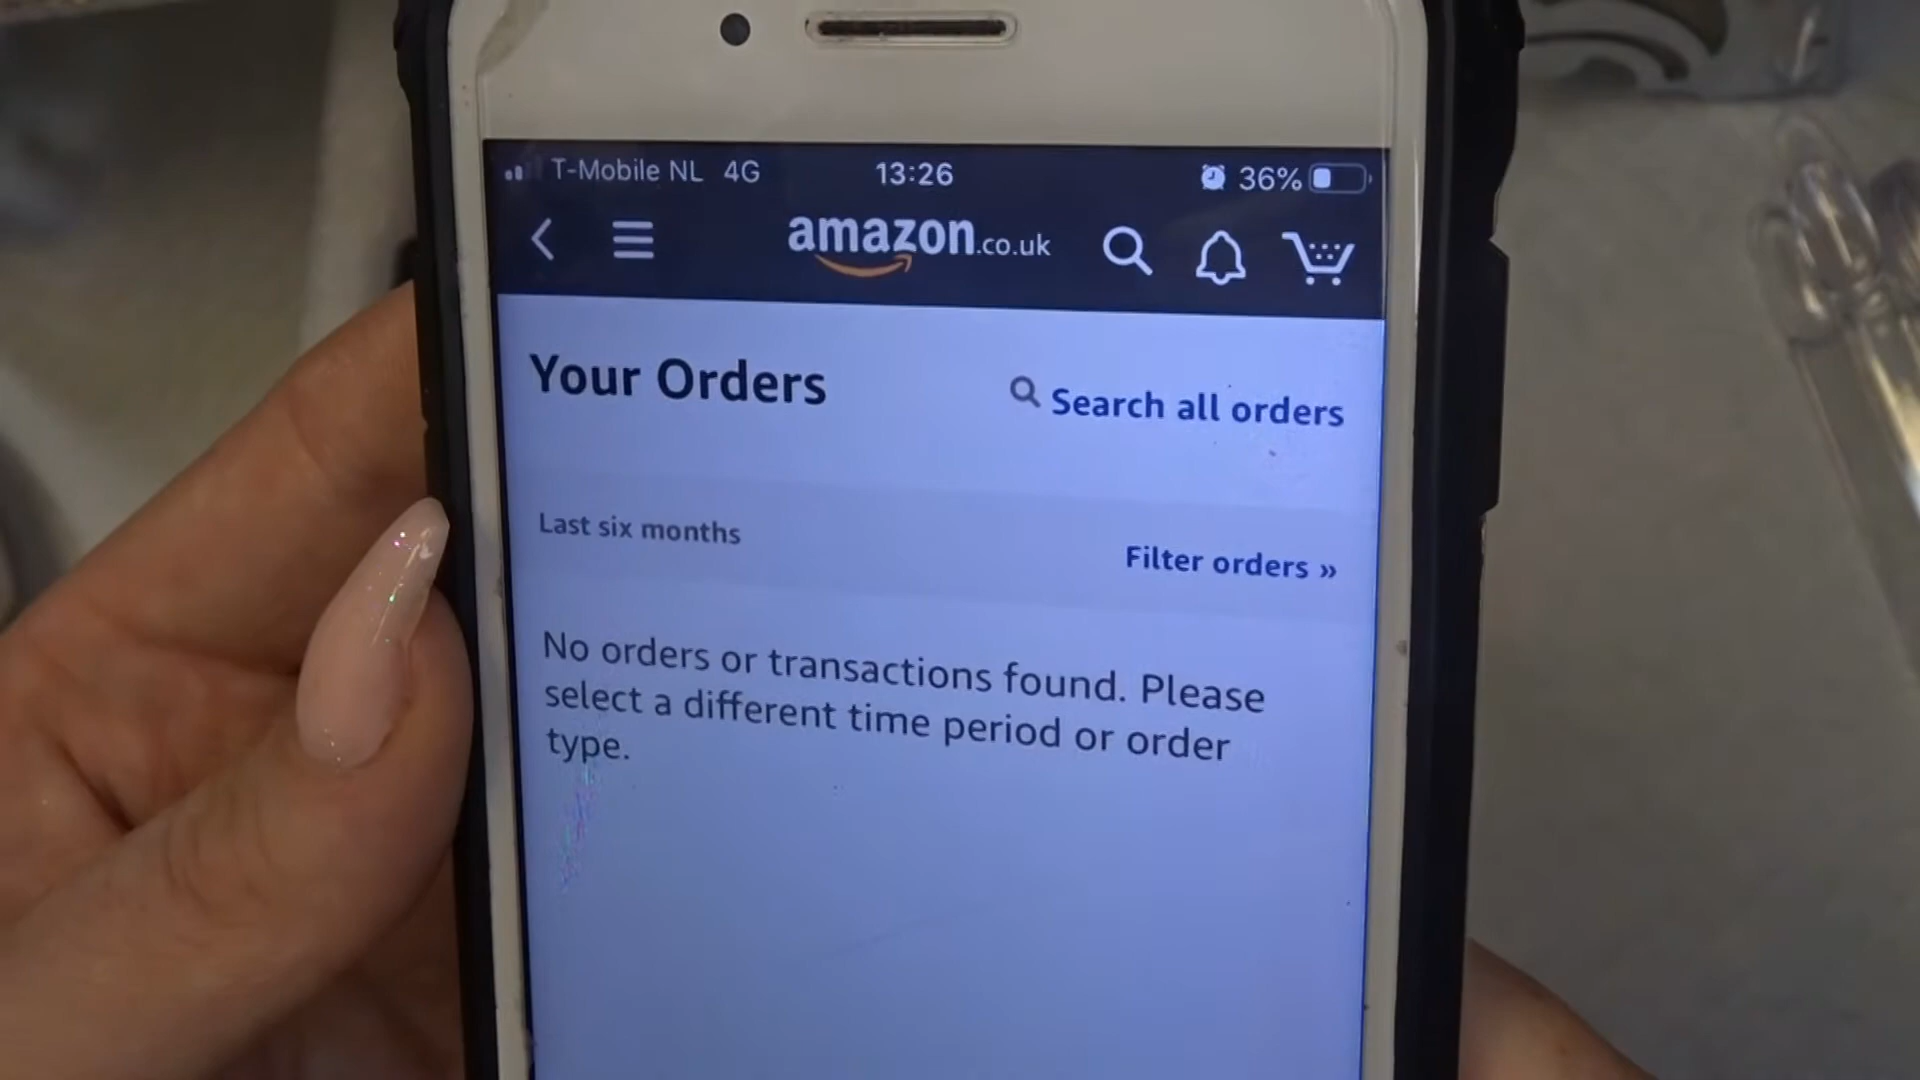 T-Mobile NL 4G 13:26 36%
amazon.co.uk
Your Orders
Search all orders
Last six months
Filter orders »
No orders or transactions found. Please
select a different time period or order
type.